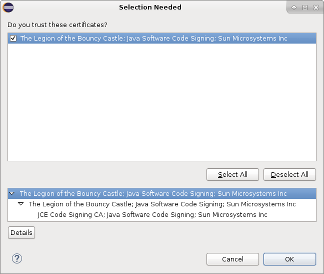 Selection Needed
Do you trust these certificates?
The Legion of the Bouncy Castle; Java Software Code Signing; Sun Microsystems Inc
Select All
Deselect All
The Legion of the Bouncy Castle; Java Software Code Signing; Sun Microsystems Inc
The Legion of the Bouncy Castle; Java Software Code Signing; Sun Microsystems Inc
JCE Code Signing CA; Java Software Code Signing; Sun Microsystems Inc
Details
Cancel
OK